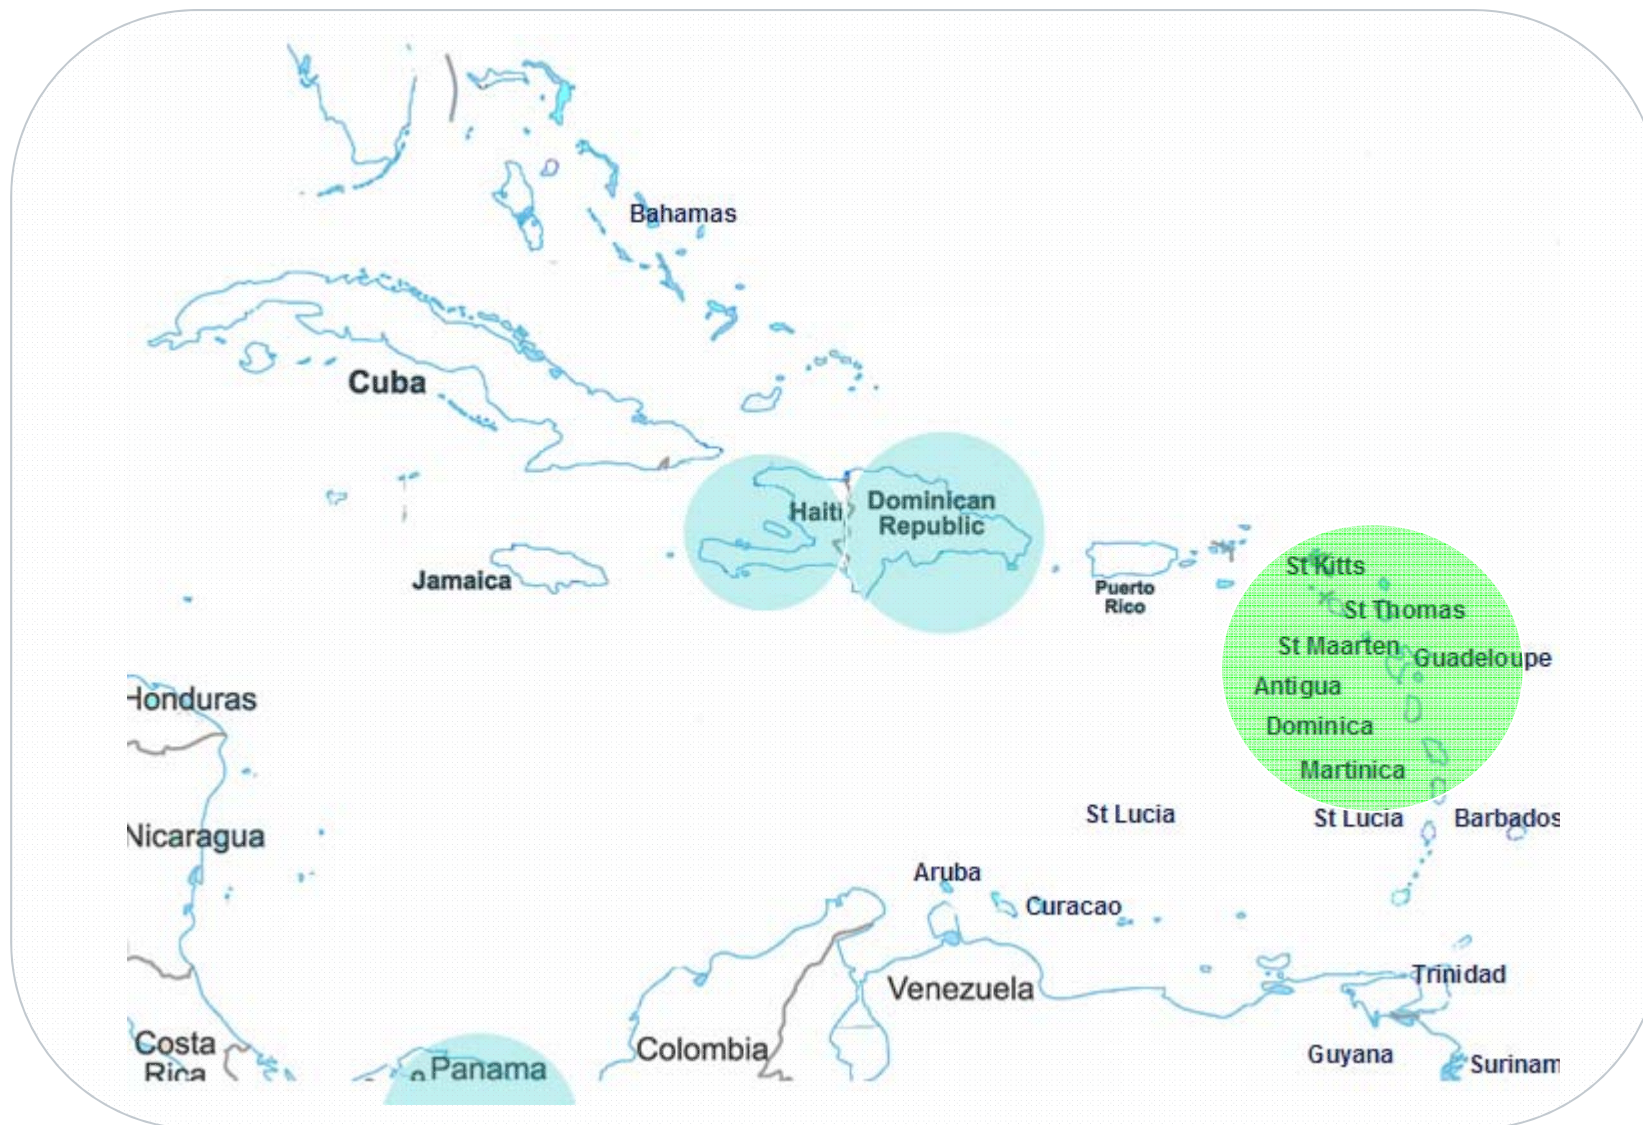 Bahamas
Cuba
Haiti
Dominican
Republic
Jamaica
Puerto
Rico
St Kitts
St Thomas
St Maarten
Guadeloupe
Antigua
Dominica
Martinica
Honduras
Nicaragua
St Lucia
St Lucia
Barbados
Aruba
Curacao
Venezuela
Trinidad
Costa
Rica
Panama
Colombia
Guyana
Surinam